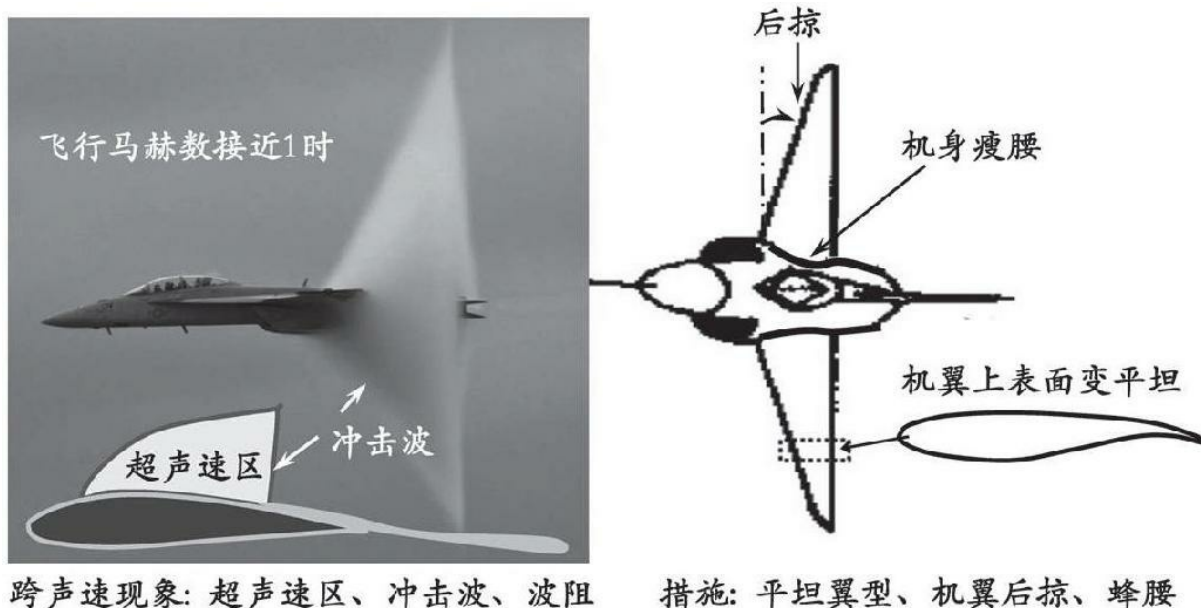 飞行马赫数接近1时
冲击波
超声速区
后掠
机身瘦腰
机翼上表面变平坦
跨声速现象: 超声速区、冲击波、波阻
措施: 平坦翼型、机翼后掠、蜂腰